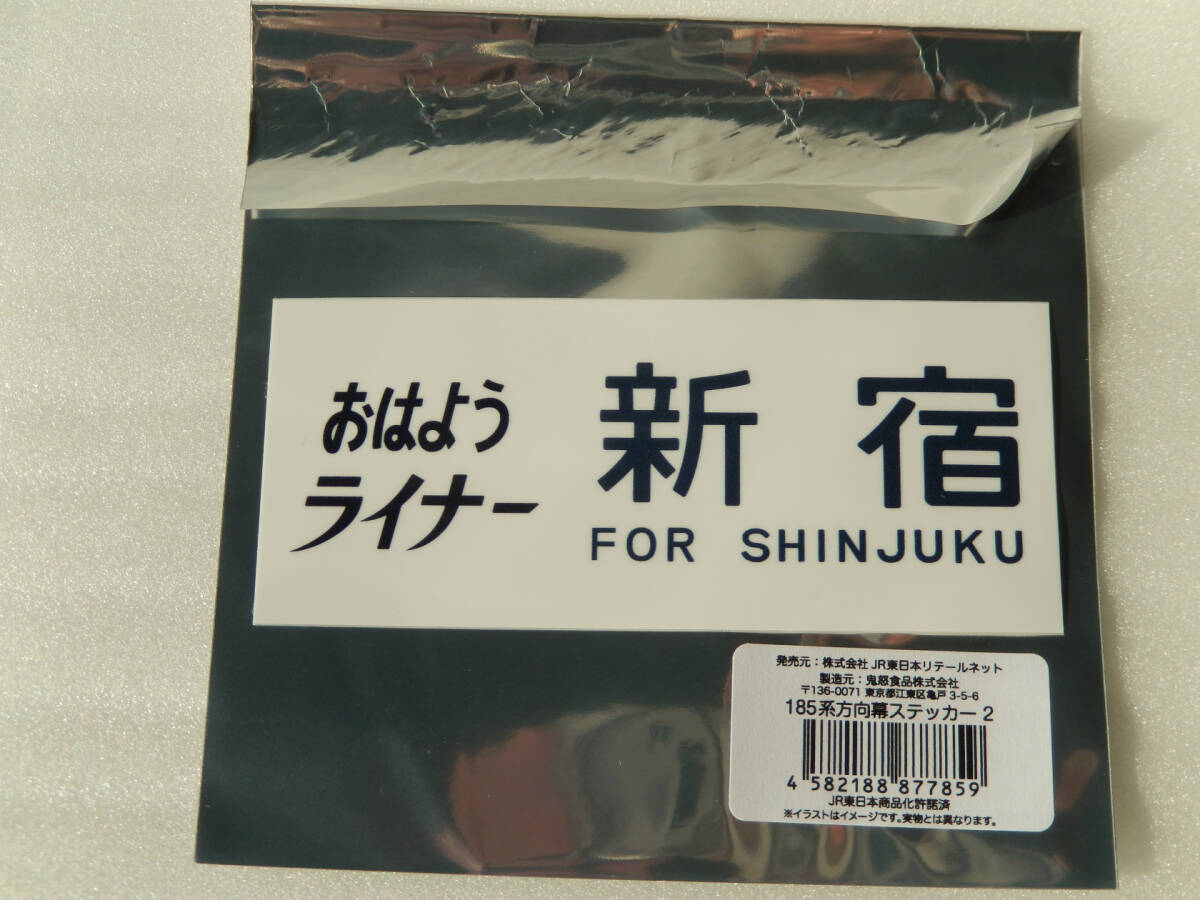 おはよう
ライナー
新宿
FOR SHINJUKU
発売元：株式会社 JR東日本リテールネット
製造元：鬼怒食品株式会社
〒136-0071 東京都江東区亀戸 3-5-6
185系方向幕ステッカー 2
4 582188 877859
JR東日本商品化許諾済
※イラストはイメージです。実物とは異なります。